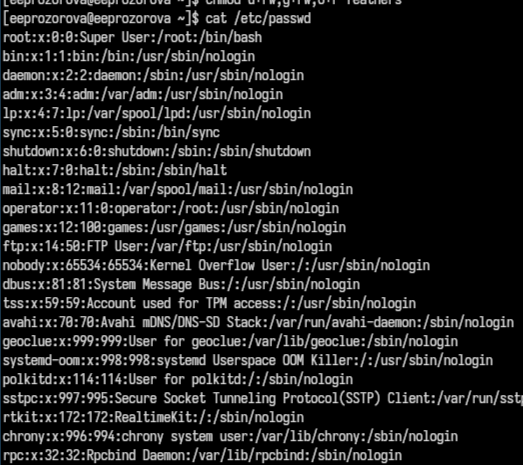 [eeprozorova@eeprozorova ~]$ chmod u+rw,g+rw,o+r feathers
[eeprozorova@eeprozorova ~]$ cat /etc/passwd
root:x:0:0:Super User:/root:/bin/bash
bin:x:1:1:bin:/bin:/usr/sbin/nologin
daemon:x:2:2:daemon:/sbin:/usr/sbin/nologin
adm:x:3:4:adm:/var/adm:/usr/sbin/nologin
lp:x:4:7:lp:/var/spool/lpd:/usr/sbin/nologin
sync:x:5:0:sync:/sbin:/bin/sync
shutdown:x:6:0:shutdown:/sbin:/sbin/shutdown
halt:x:7:0:halt:/sbin:/sbin/halt
mail:x:8:12:mail:/var/spool/mail:/usr/sbin/nologin
operator:x:11:0:operator:/root:/usr/sbin/nologin
games:x:12:100:games:/usr/games:/usr/sbin/nologin
ftp:x:14:50:FTP User:/var/ftp:/usr/sbin/nologin
nobody:x:65534:65534:Kernel Overflow User:/:/usr/sbin/nologin
dbus:x:81:81:System Message Bus:/:/usr/sbin/nologin
tss:x:59:59:Account used for TPM access:/:/usr/sbin/nologin
avahi:x:70:70:Avahi mDNS/DNS-SD Stack:/var/run/avahi-daemon:/sbin/nologin
geoclue:x:999:999:User for geoclue:/var/lib/geoclue:/sbin/nologin
systemd-oom:x:998:998:systemd Userspace OOM Killer:/:/usr/sbin/nologin
polkitd:x:114:114:User for polkitd:/:/sbin/nologin
sstpc:x:997:995:Secure Socket Tunneling Protocol(SSTP) Client:/var/run/sstp
rtkit:x:172:172:RealtimeKit:/:/sbin/nologin
chrony:x:996:994:chrony system user:/var/lib/chrony:/sbin/nologin
rpc:x:32:32:Rpcbind Daemon:/var/lib/rpcbind:/sbin/nologin